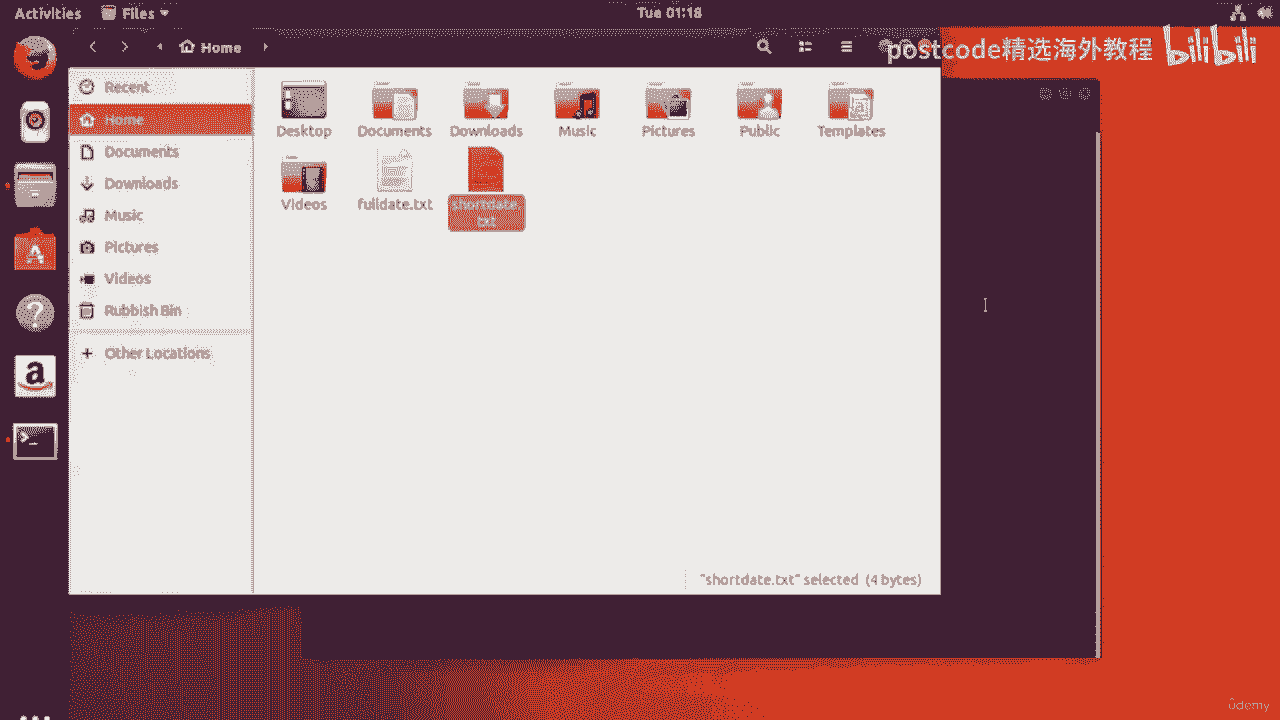 Activities Files Tue 01:18
Home
postcode精选海外教程 bilibili
Recent
Home
Documents
Downloads
Music
Pictures
Videos
Rubbish Bin
Other Locations
Desktop Documents Downloads Music Pictures Public Templates
Videos fulldate.txt shortdate.
txt
"shortdate.txt" selected (4 bytes)
ûdemy